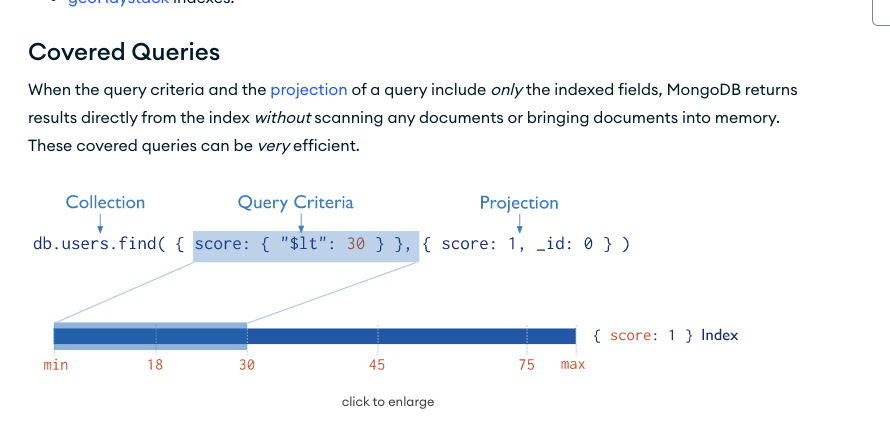 geoHaystack indexes.
Covered Queries
When the query criteria and the projection of a query include only the indexed fields, MongoDB returns
results directly from the index without scanning any documents or bringing documents into memory.
These covered queries can be very efficient.
Collection Query Criteria Projection
db.users.find( { score: { "$lt": 30 } }, { score: 1, _id: 0 } )
{ score: 1 } Index
min 18 30 45 75 max
click to enlarge